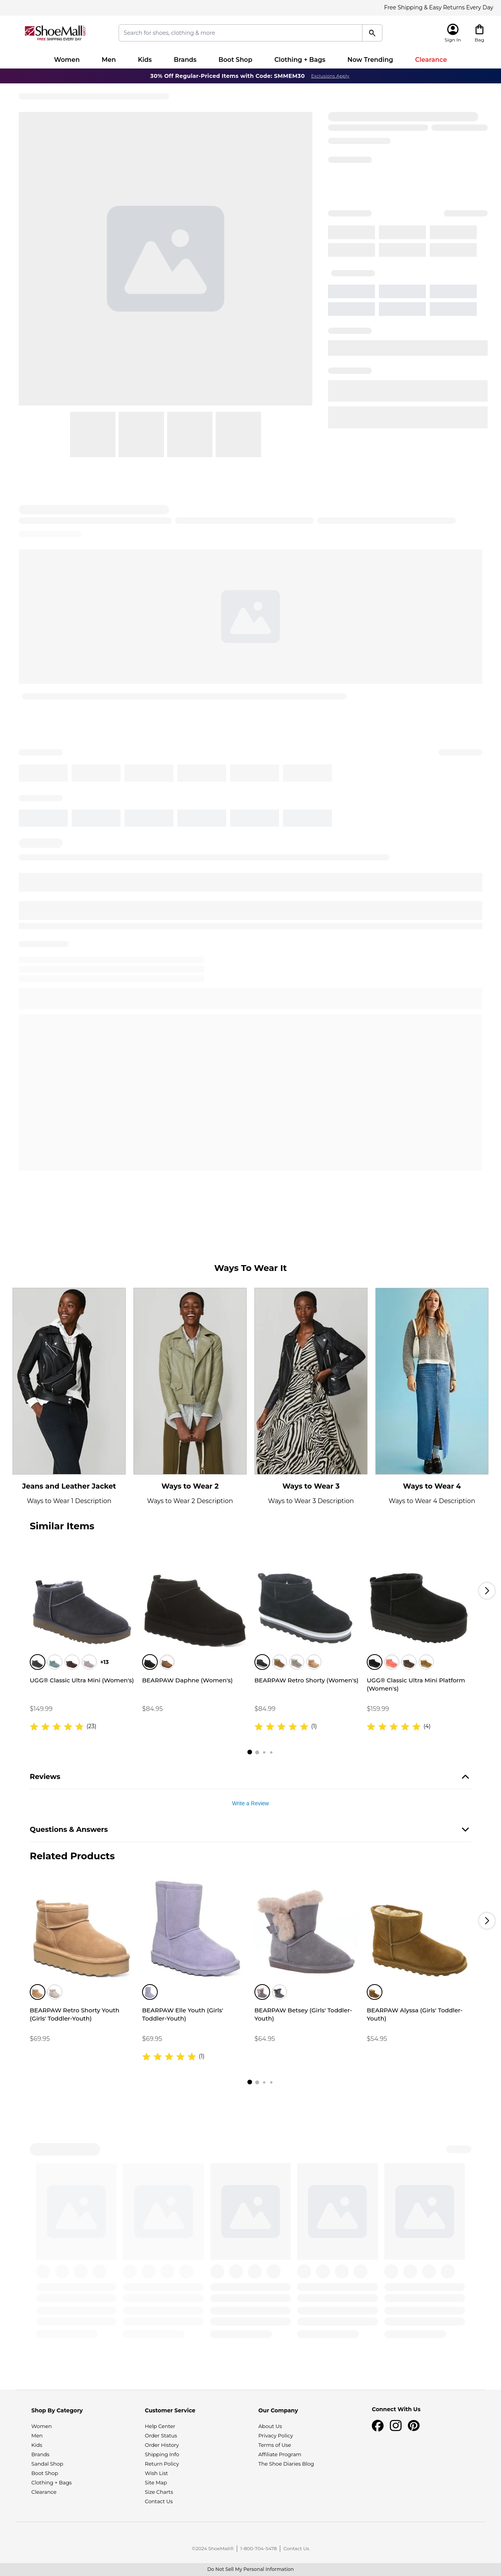 Free Shipping & Easy Returns Every Day
ShoeMall
FREE SHIPPING EVERY DAY
Search for shoes, clothing & more
Sign In
Bag
Women
Men
Kids
Brands
Boot Shop
Clothing + Bags
Now Trending
Clearance
30% Off Regular-Priced Items with Code: SMMEM30 Exclusions Apply
Ways To Wear It
Jeans and Leather Jacket
Ways to Wear 2
Ways to Wear 3
Ways to Wear 4
Ways to Wear 1 Description
Ways to Wear 2 Description
Ways to Wear 3 Description
Ways to Wear 4 Description
Similar Items
+13
UGG® Classic Ultra Mini (Women's)
$149.99
(23)
BEARPAW Daphne (Women's)
$84.95
BEARPAW Retro Shorty (Women's)
$84.99
(1)
UGG® Classic Ultra Mini Platform
(Women's)
$159.99
(4)
Reviews
Write a Review
Questions & Answers
Related Products
BEARPAW Retro Shorty Youth
(Girls' Toddler-Youth)
$69.95
BEARPAW Elle Youth (Girls'
Toddler-Youth)
$69.95
(1)
BEARPAW Betsey (Girls' Toddler-
Youth)
$64.95
BEARPAW Alyssa (Girls' Toddler-
Youth)
$54.95
Shop By Category
Women
Men
Kids
Brands
Sandal Shop
Boot Shop
Clothing + Bags
Clearance
Customer Service
Help Center
Order Status
Order History
Shipping Info
Return Policy
Wish List
Site Map
Size Charts
Contact Us
Our Company
About Us
Privacy Policy
Terms of Use
Affiliate Program
The Shoe Diaries Blog
Connect With Us
©2024 ShoeMall® | 1-800-704-5478 | Contact Us
Do Not Sell My Personal Information